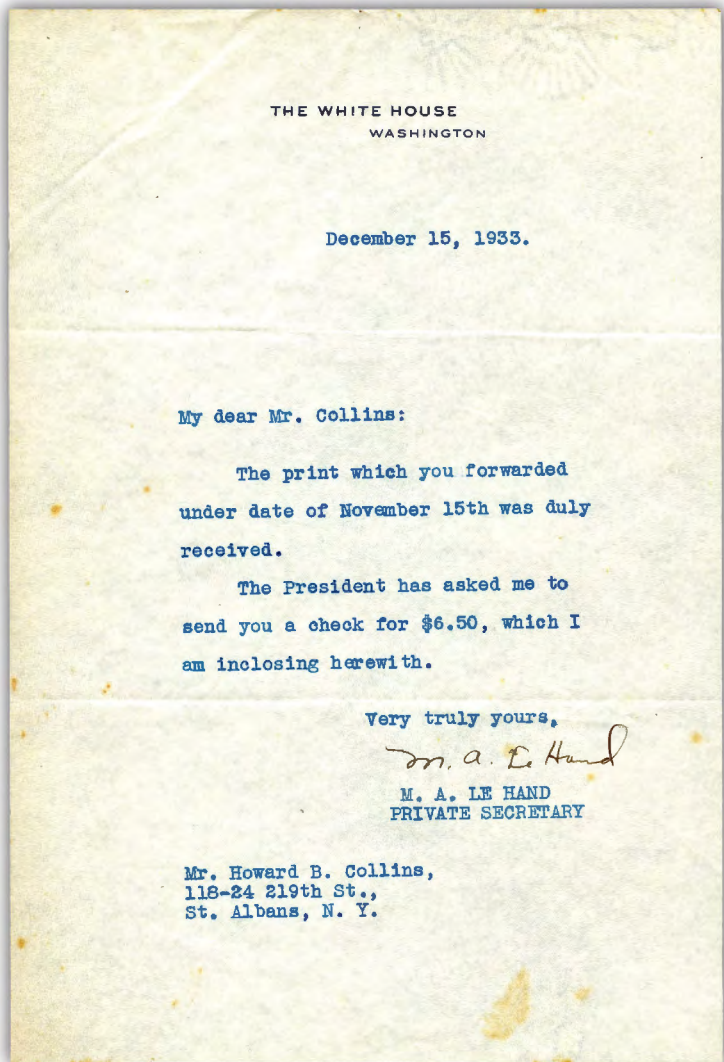 THE WHITE HOUSE
WASHINGTON
December 15, 1933.
My dear Mr. Collins:
The print which you forwarded
under date of November 15th was duly
received.
The President has asked me to
send you a check for $6.50, which I
am inclosing herewith.
Very truly yours,
M. A. Le Hand
M. A. LE HAND
PRIVATE SECRETARY
Mr. Howard B. Collins,
118-24 219th St.,
St. Albans, N. Y.